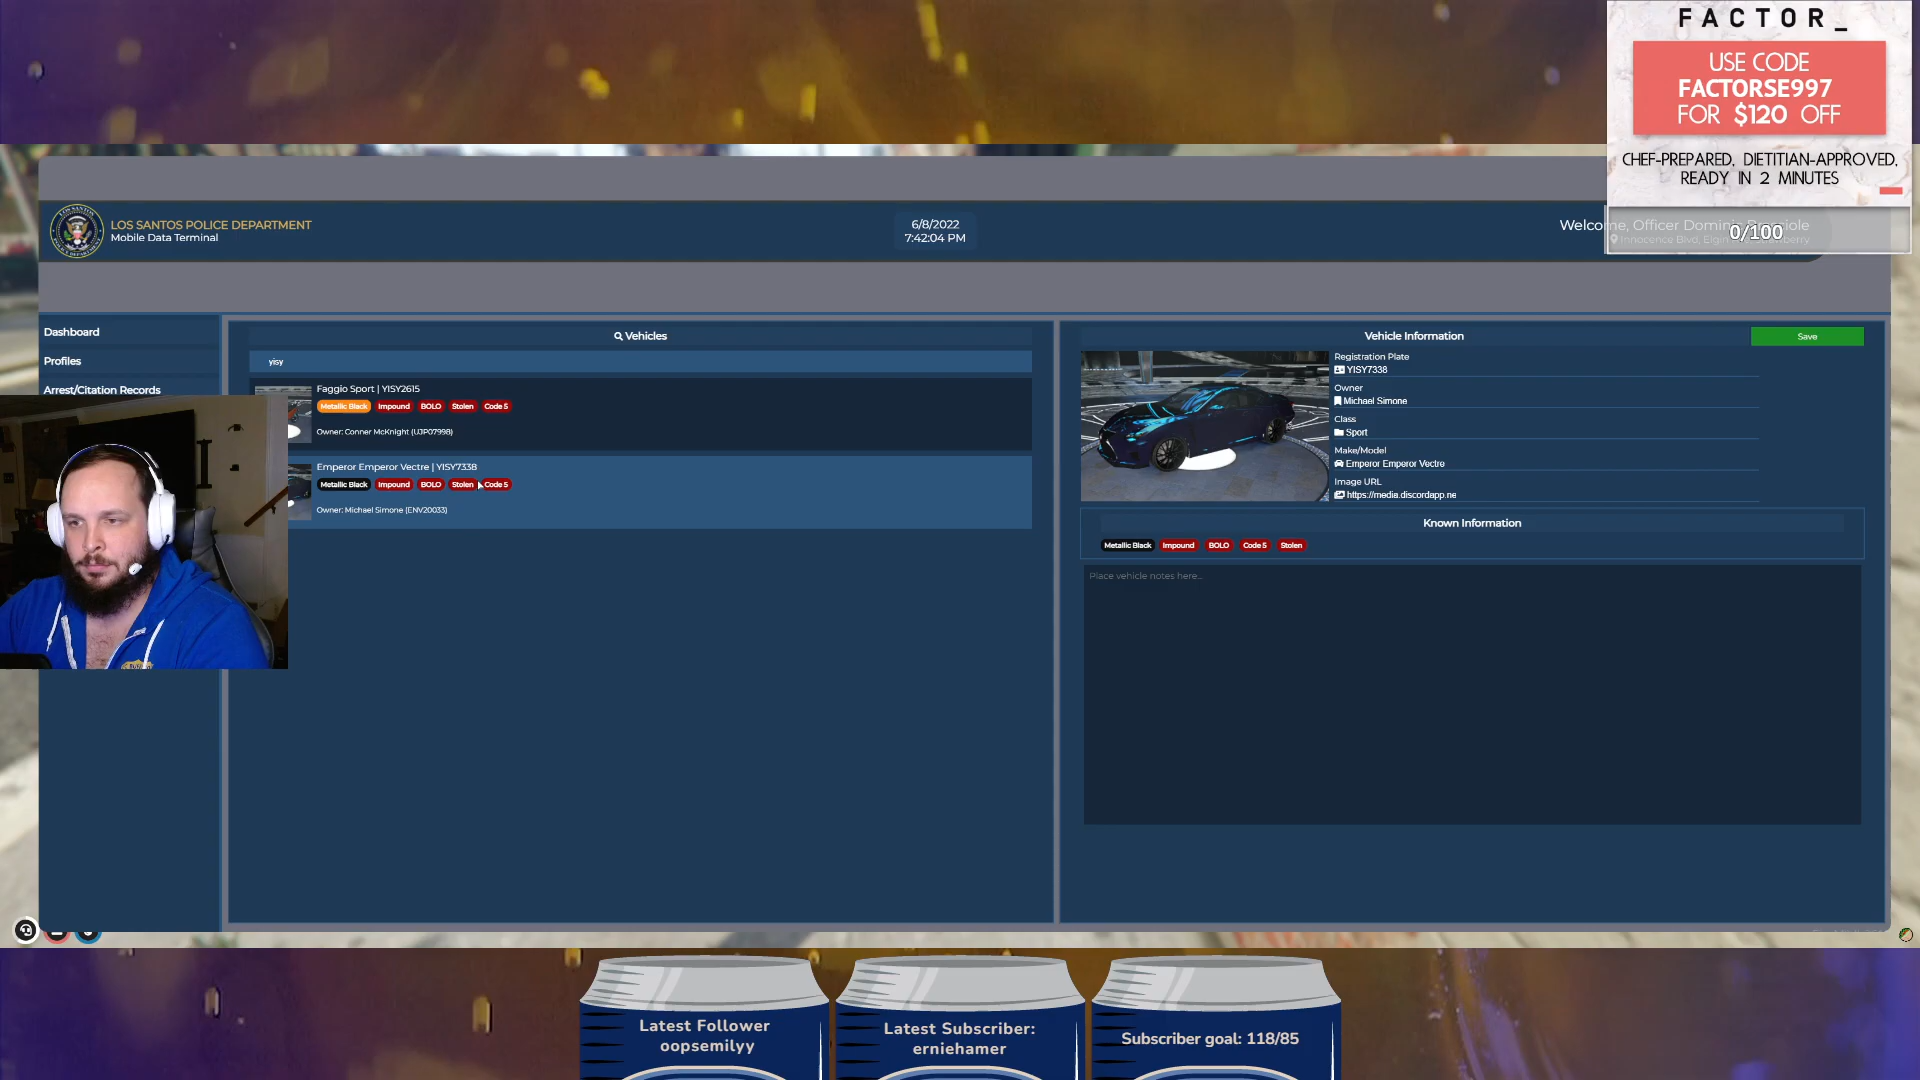 FACTOR_
USE CODE
FACTORSE997
FOR $120 OFF
CHEF-PREPARED, DIETITIAN-APPROVED,
READY IN 2 MINUTES
0/100
LOS SANTOS POLICE DEPARTMENT
Mobile Data Terminal
6/8/2022
7:42:04 PM
Welcome, Officer
Innocence Blvd,
Dashboard
Profiles
Arrest/Citation Records
Vehicles
yisy
Faggio Sport | YISY2615
Metallic Black Impound BOLO Stolen Code 5
Owner: Conner McKnight (UJP07998)
Emperor Emperor Vectre | YISY7338
Metallic Black Impound BOLO Stolen Code 5
Owner: Michael Simone (ENV20033)
Vehicle Information
Save
Registration Plate
YISY7338
Owner
Michael Simone
Class
Sport
Make/Model
Emperor Emperor Vectre
Image URL
https://media.discordapp.ne
Known Information
Metallic Black Impound BOLO Code 5 Stolen
Place vehicle notes here...
Latest Follower
oopsemilyy
Latest Subscriber:
erniehamer
Subscriber goal: 118/85